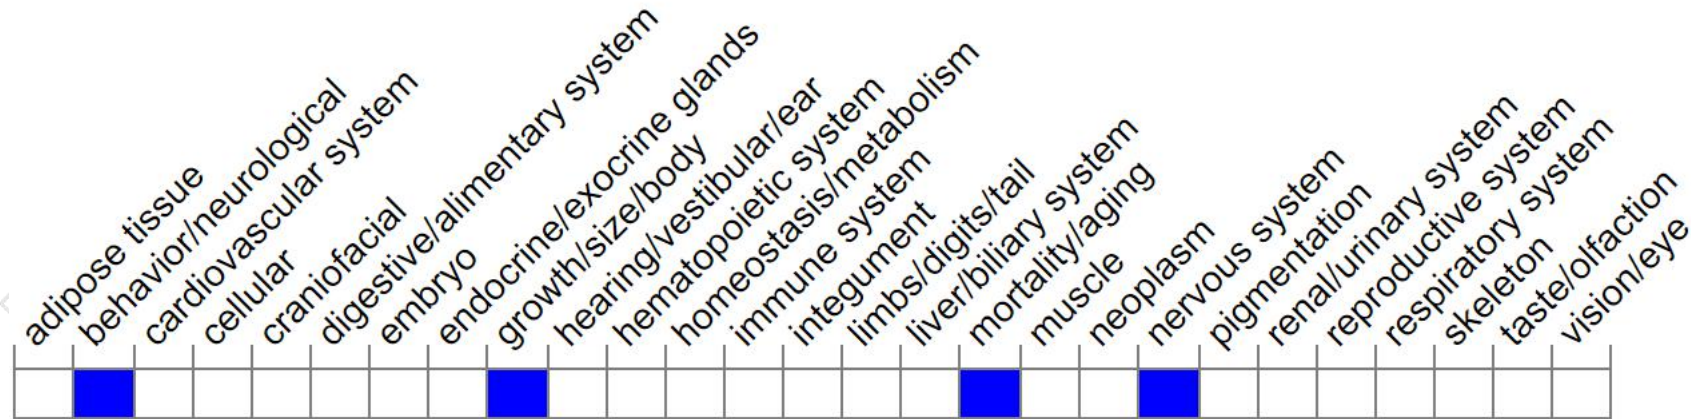 adipose tissue
behavior/neurological
cardiovascular system
cellular
craniofacial
digestive/alimentary system
embryo
endocrine/exocrine glands
growth/size/body
hearing/vestibular/ear
hematopoietic system
homeostasis/metabolism
immune system
integument
limbs/digits/tail
liver/biliary system
mortality/aging
muscle
neoplasm
nervous system
pigmentation
renal/urinary system
reproductive system
respiratory system
skeleton
taste/olfaction
vision/eye